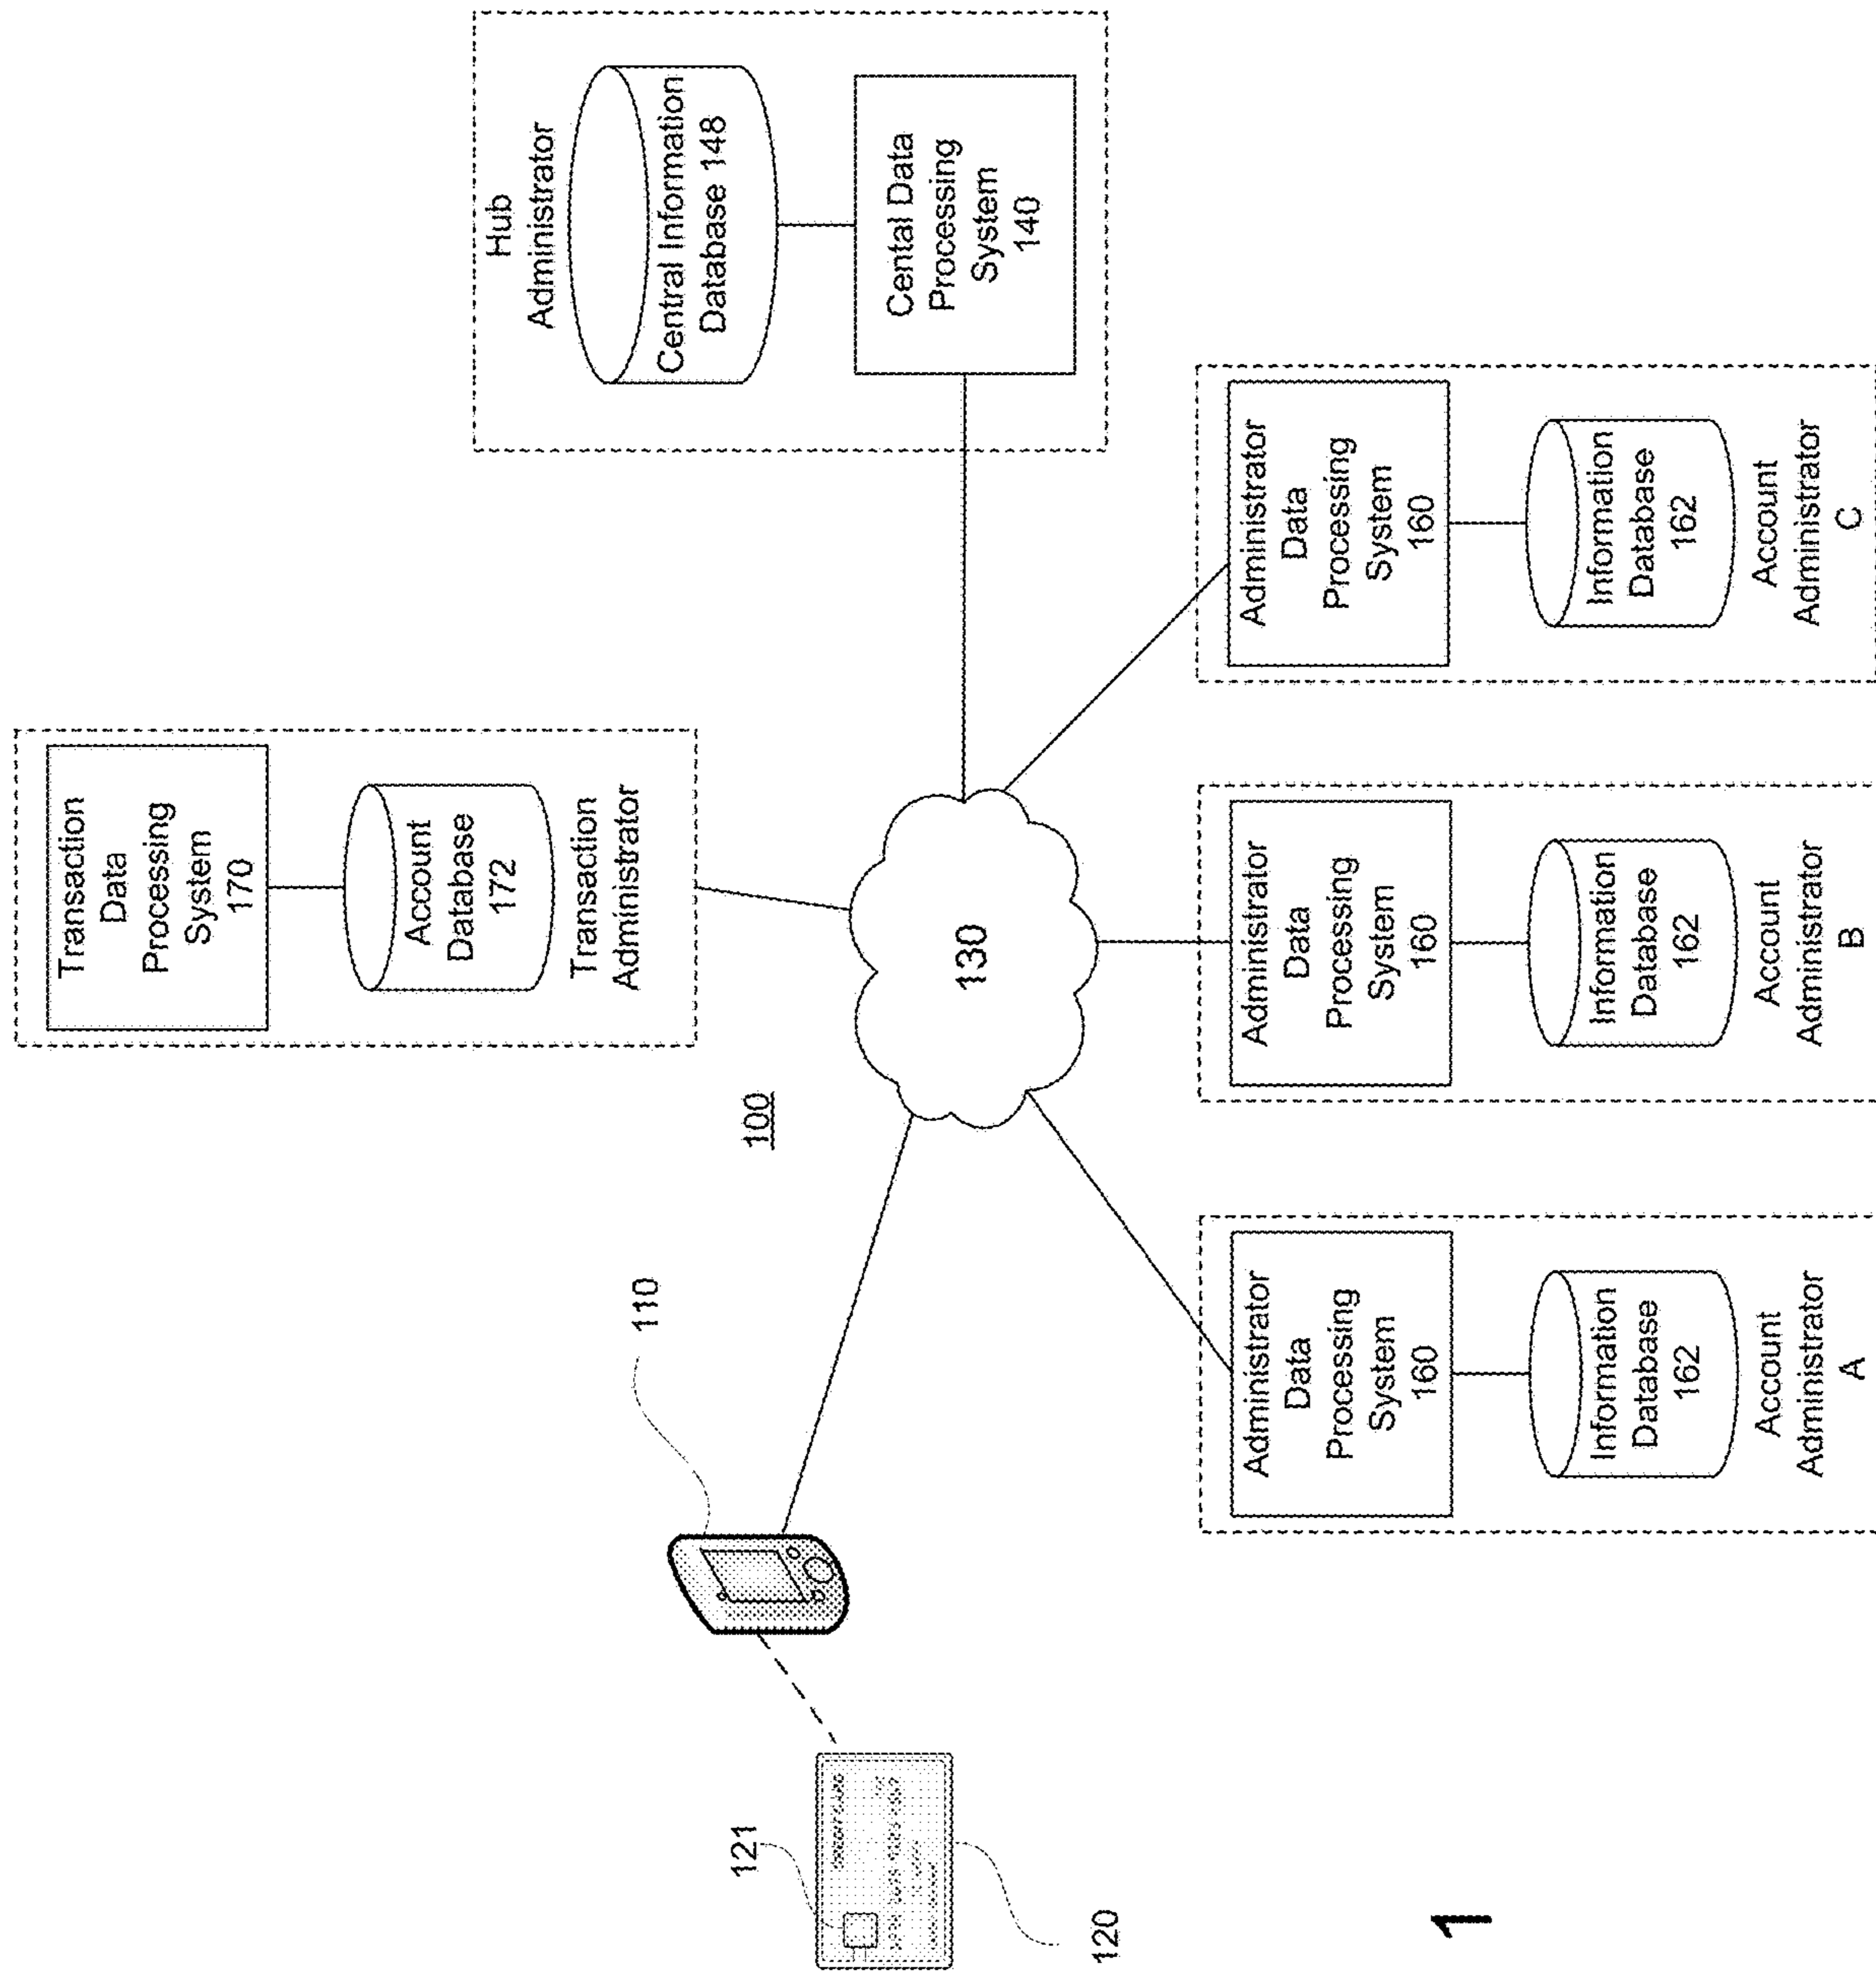 Transaction
Data
Processing
System
170
Account
Database
172
Transaction
Administrator
Hub
Administrator
Central Information
Database 148
Cental Data
Processing
System
140
100
110
121
120
130
Administrator
Data
Processing
System
160
Information
Database
162
Account
Administrator
A
Administrator
Data
Processing
System
160
Information
Database
162
Account
Administrator
B
Administrator
Data
Processing
System
160
Information
Database
162
Account
Administrator
C
1